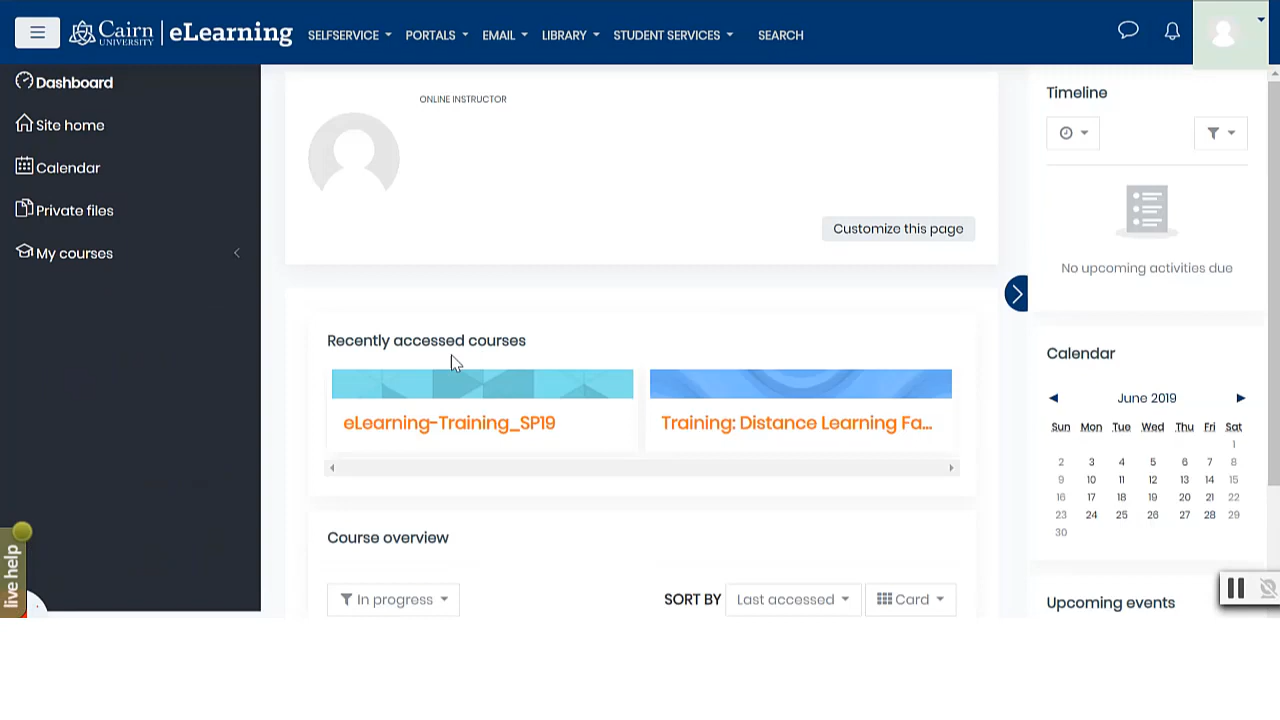 Cairn UNIVERSITY eLearning SELFSERVICE PORTALS EMAIL LIBRARY STUDENT SERVICES SEARCH
Dashboard
Site home
Calendar
Private files
My courses
ONLINE INSTRUCTOR
Customize this page
Recently accessed courses
eLearning-Training_SP19
Training: Distance Learning Fa...
Course overview
In progress
SORT BY Last accessed Card
Timeline
No upcoming activities due
Calendar
June 2019
Sun Mon Tue Wed Thu Fri Sat
1
2 3 4 5 6 7 8
9 10 11 12 13 14 15
16 17 18 19 20 21 22
23 24 25 26 27 28 29
30
Upcoming events
live help